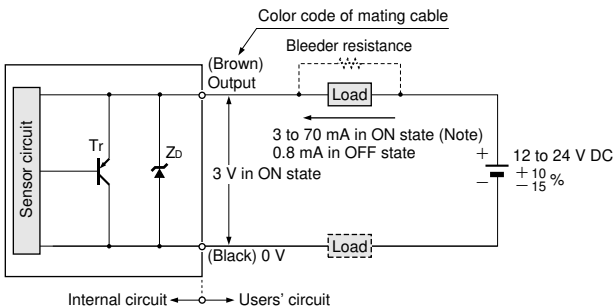 Color code of mating cable
Bleeder resistance
(Brown)
Output
Load
Sensor circuit
Tr
ZD
3 V in ON state
3 to 70 mA in ON state (Note)
0.8 mA in OFF state
+
−
12 to 24 V DC
+ 10
− 15 %
(Black) 0 V
Load
Internal circuit
Users' circuit